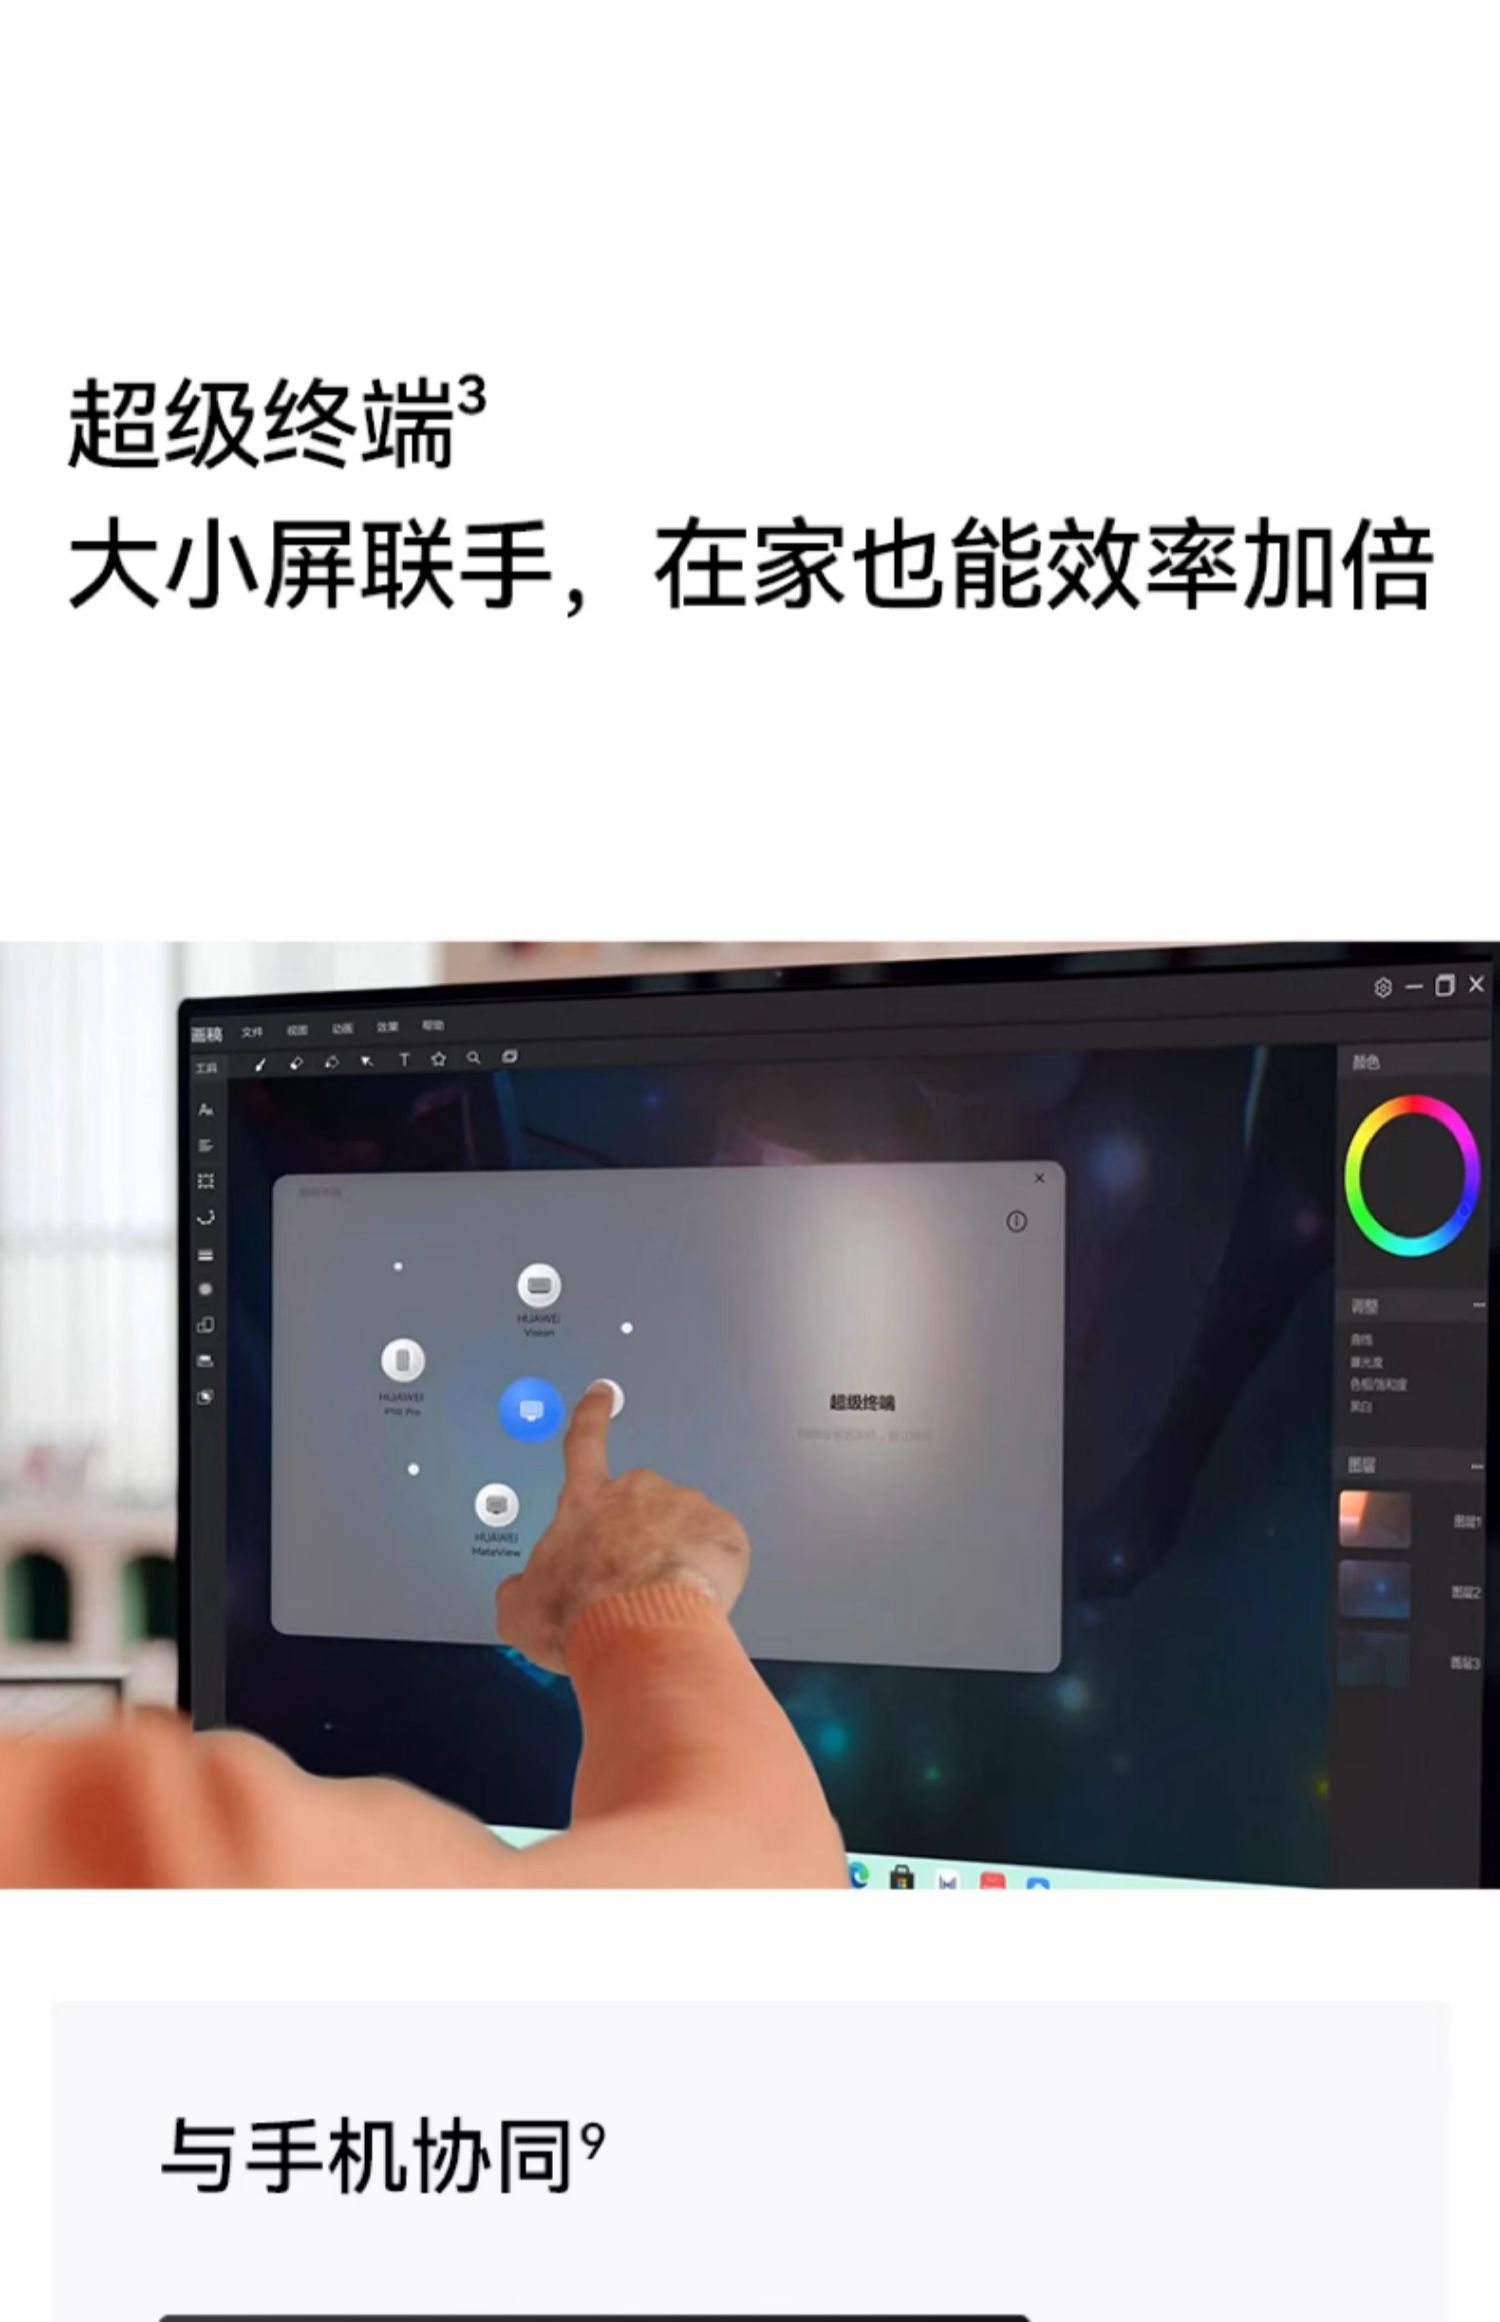 超级终端³
大小屏联手，在家也能效率加倍
画稿 文件 视图 动画 效果 帮助
工具
T
颜色
HUAWEI
Vision
HUAWEI
P50 Pro
超级终端
HUAWEI
MateView
调整
曲线
曝光度
色相/饱和度
黑白
图层
图层1
图层2
图层3
与手机协同⁹